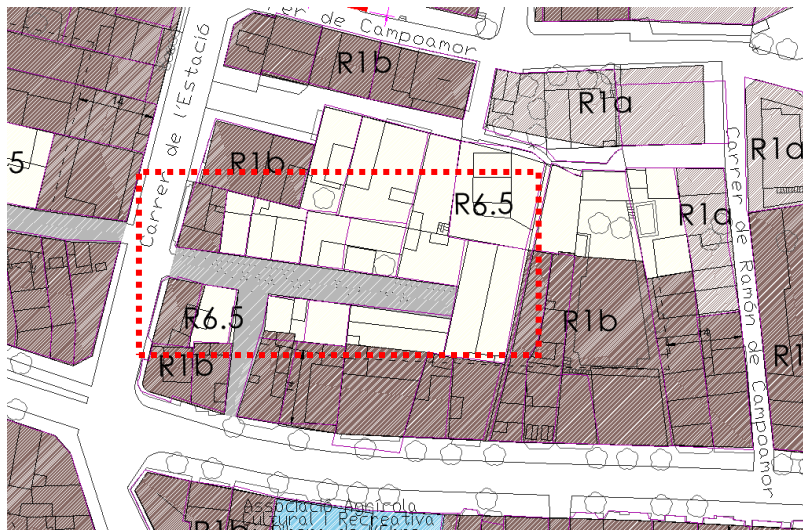 Carrer de Campoamor
Carrer de l'Estació
R1b
R1a
R1b
R1a
5
14
R6.5
R1a
Carrer de Ramón de Campoamor
R6.5
R1b
R1b
R1
Associació Agrícola
Cultural i Recreativa
R1b